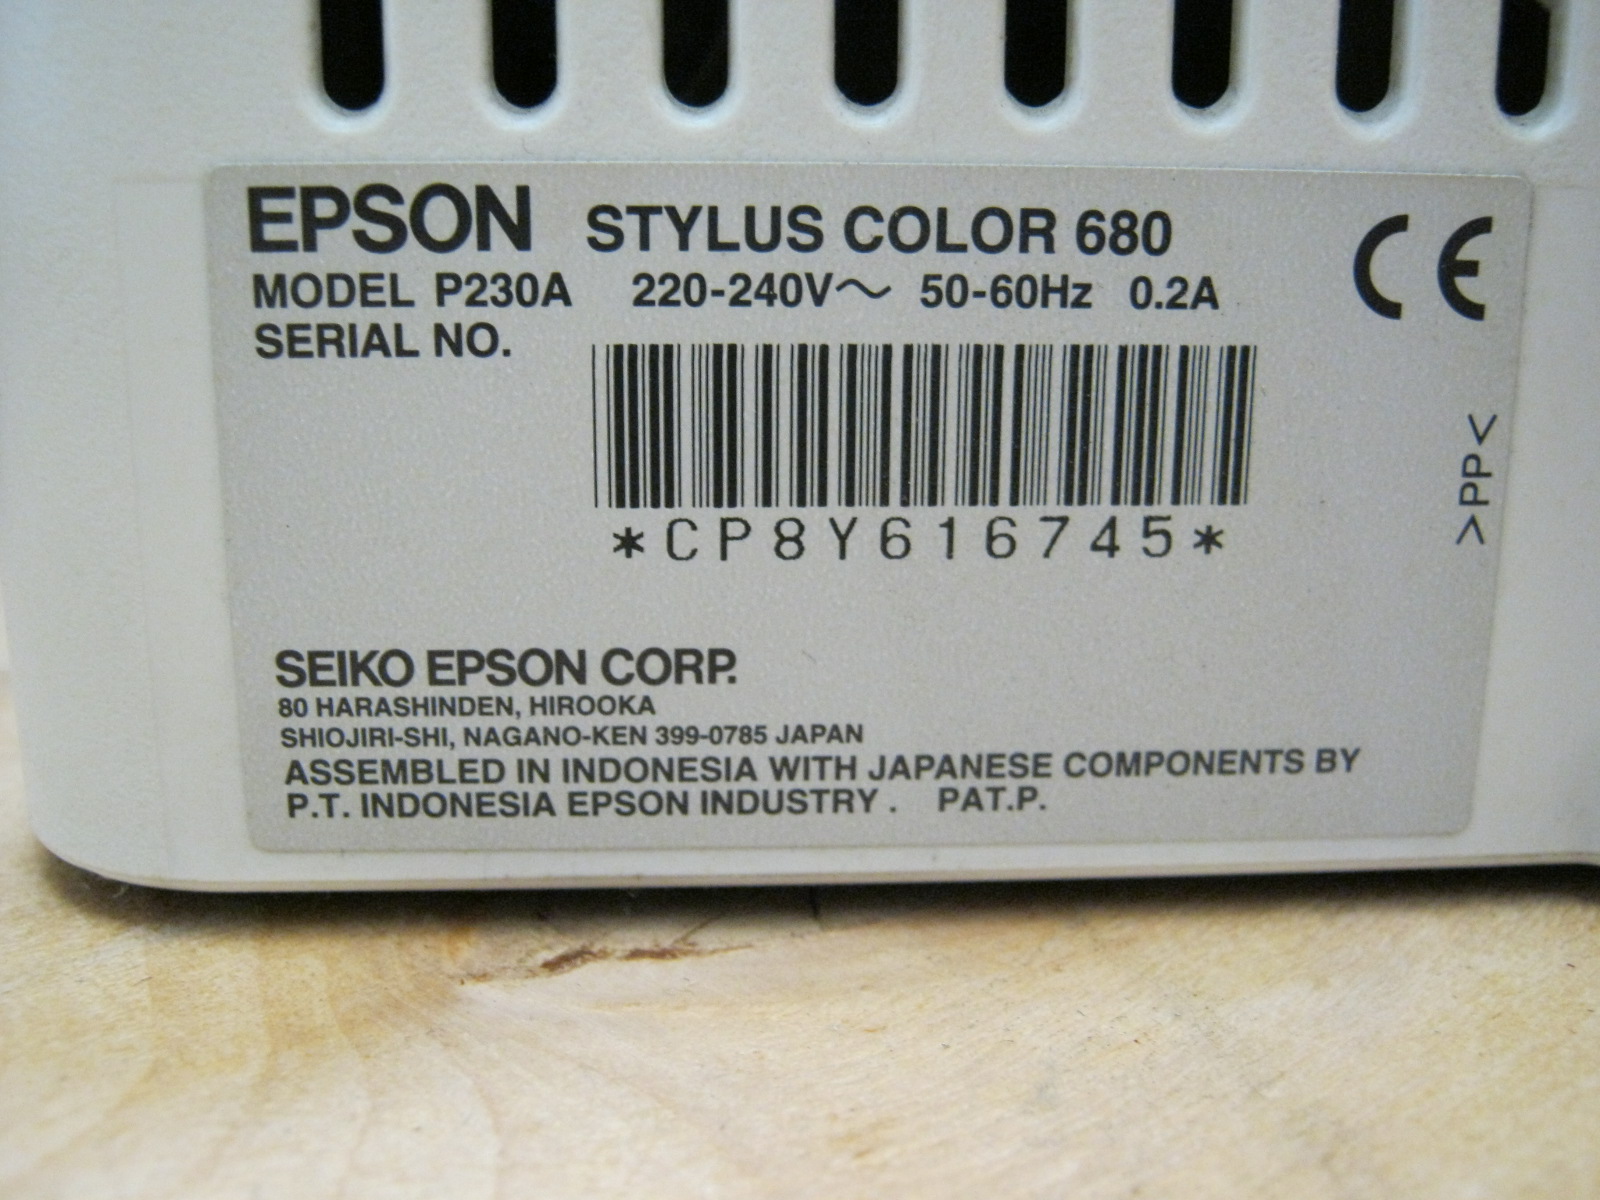 EPSON STYLUS COLOR 680
MODEL P230A 220-240V～ 50-60Hz 0.2A
SERIAL NO.
CE
*CP8Y616745*
>PP<
SEIKO EPSON CORP.
80 HARASHINDEN, HIROOKA
SHIOJIRI-SHI, NAGANO-KEN 399-0785 JAPAN
ASSEMBLED IN INDONESIA WITH JAPANESE COMPONENTS BY
P.T. INDONESIA EPSON INDUSTRY . PAT.P.